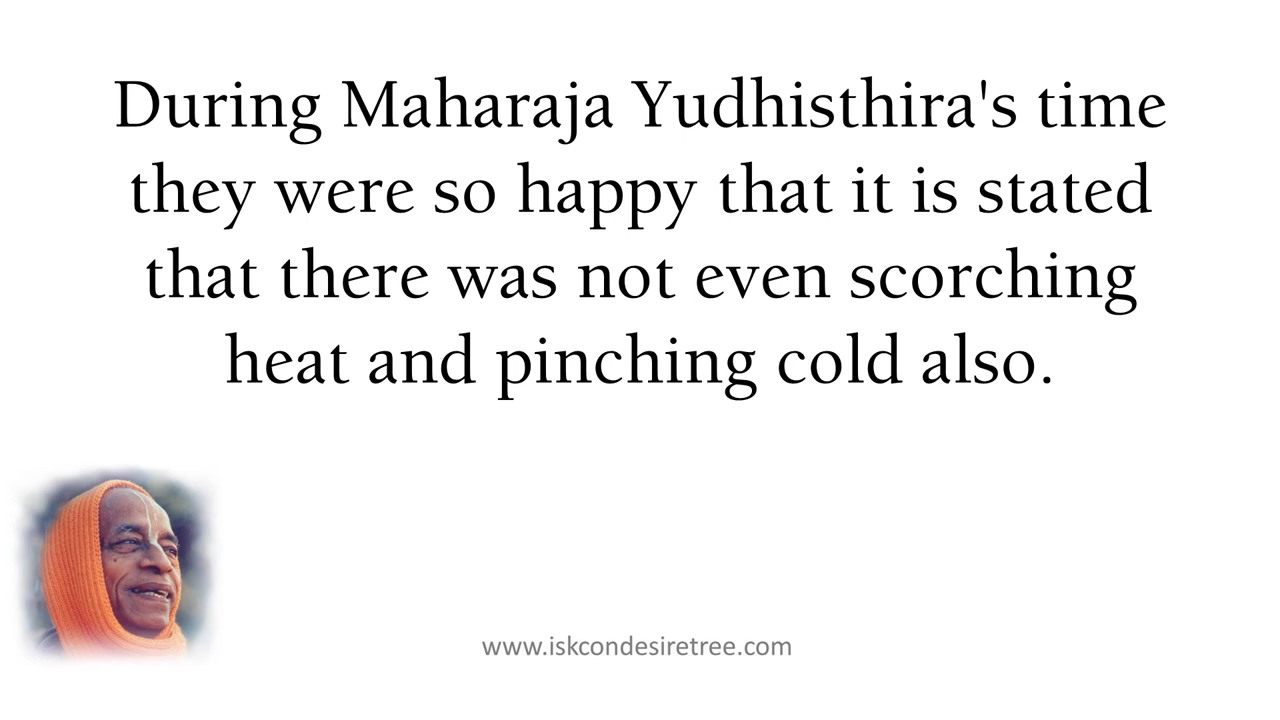 During Maharaja Yudhisthira's time
they were so happy that it is stated
that there was not even scorching
heat and pinching cold also.
www.iskcondesiretree.com